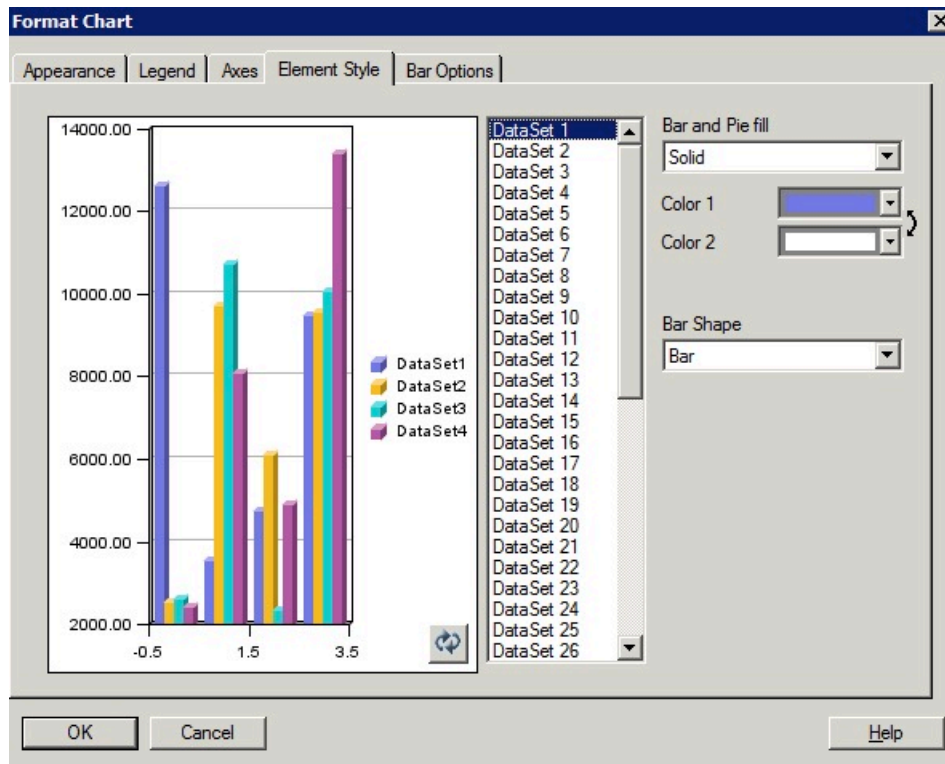 Format Chart
Appearance
Legend
Axes
Element Style
Bar Options
14000.00
12000.00
10000.00
8000.00
6000.00
4000.00
2000.00
-0.5
1.5
3.5
DataSet1
DataSet2
DataSet3
DataSet4
DataSet 1
DataSet 2
DataSet 3
DataSet 4
DataSet 5
DataSet 6
DataSet 7
DataSet 8
DataSet 9
DataSet 10
DataSet 11
DataSet 12
DataSet 13
DataSet 14
DataSet 15
DataSet 16
DataSet 17
DataSet 18
DataSet 19
DataSet 20
DataSet 21
DataSet 22
DataSet 23
DataSet 24
DataSet 25
DataSet 26
Bar and Pie fill
Solid
Color 1
Color 2
Bar Shape
Bar
OK
Cancel
Help